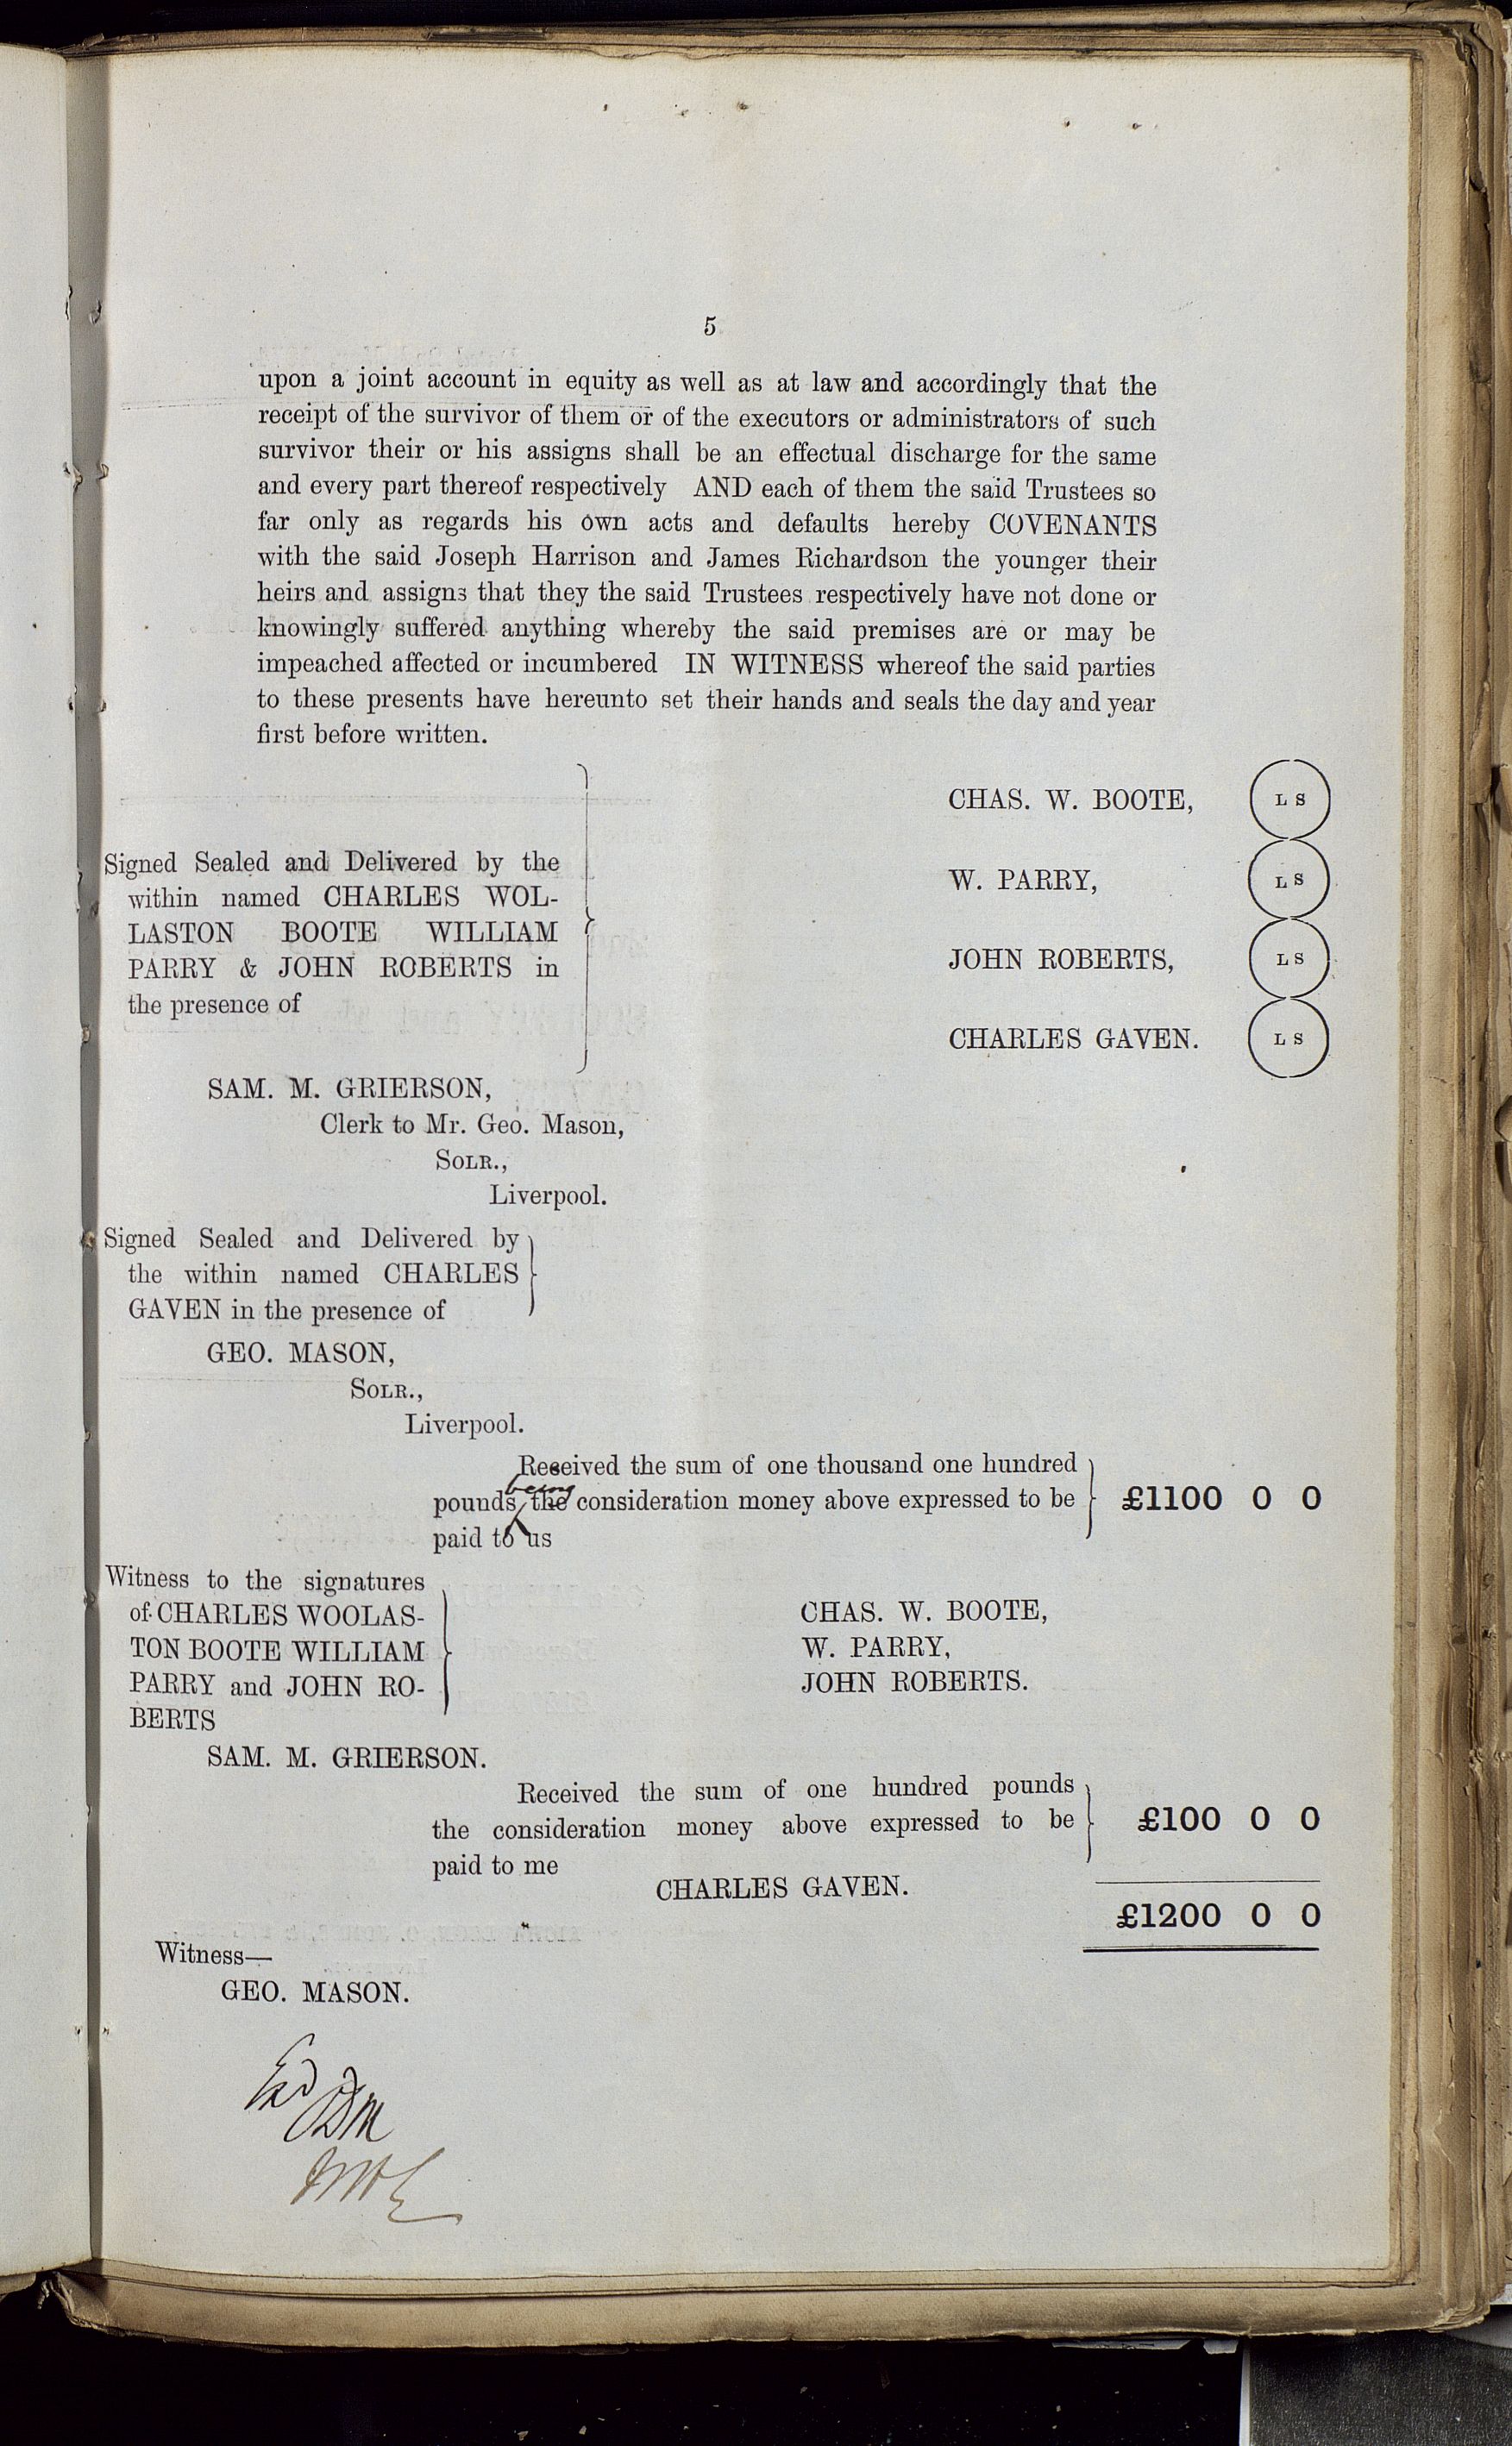 5
upon a joint account in equity as well as at law and accordingly that the
receipt of the survivor of them or of the executors or administrators of such
survivor their or his assigns shall be an effectual discharge for the same
and every part thereof respectively AND each of them the said Trustees so
far only as regards his own acts and defaults hereby COVENANTS
with the said Joseph Harrison and James Richardson the younger their
heirs and assigns that they the said Trustees respectively have not done or
knowingly suffered anything whereby the said premises are or may be
impeached affected or incumbered IN WITNESS whereof the said parties
to these presents have hereunto set their hands and seals the day and year
first before written.
CHAS. W. BOOTE, L S
W. PARRY, L S
JOHN ROBERTS, L S
CHARLES GAVEN. L S
Signed Sealed and Delivered by the
within named CHARLES WOL-
LASTON BOOTE WILLIAM
PARRY & JOHN ROBERTS in
the presence of
SAM. M. GRIERSON,
Clerk to Mr. Geo. Mason,
SOLR.,
Liverpool.
Signed Sealed and Delivered by
the within named CHARLES
GAVEN in the presence of
GEO. MASON,
SOLR.,
Liverpool.
Received the sum of one thousand one hundred
being
pounds, the consideration money above expressed to be £1100 0 0
paid to us
Witness to the signatures
of CHARLES WOOLAS-
TON BOOTE WILLIAM
PARRY and JOHN RO-
BERTS
CHAS. W. BOOTE,
W. PARRY,
JOHN ROBERTS.
SAM. M. GRIERSON.
Received the sum of one hundred pounds
the consideration money above expressed to be £100 0 0
paid to me
CHARLES GAVEN.
£1200 0 0
Witness—
GEO. MASON.